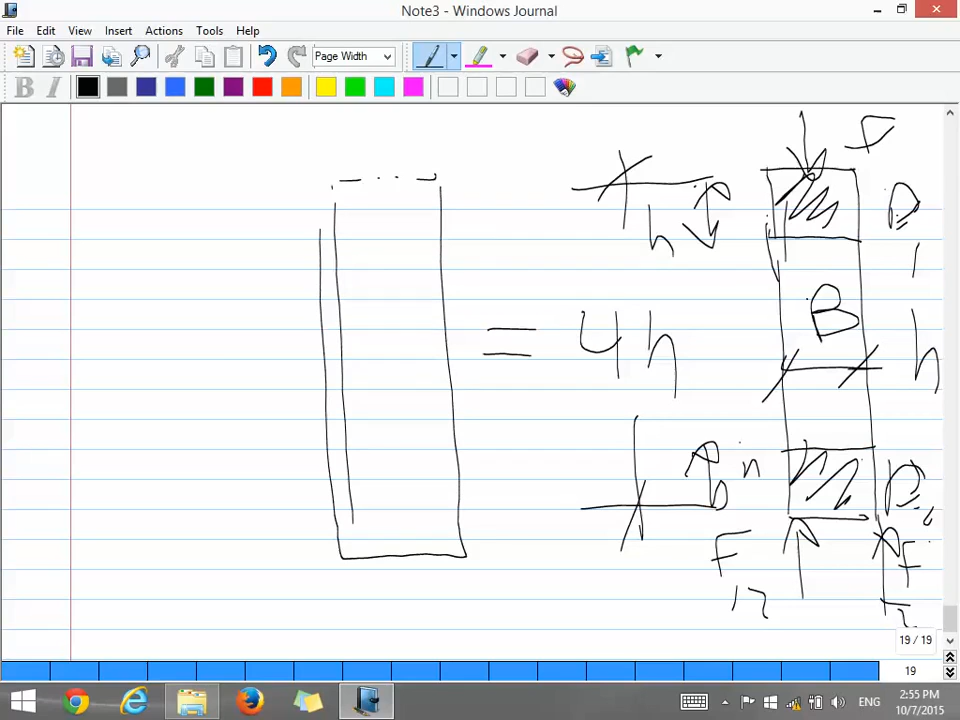 Note3 - Windows Journal
File Edit View Insert Actions Tools Help
Page Width
B I
h
B
= 4h
h
F
12
19 / 19
19
ENG
2:55 PM
10/7/2015